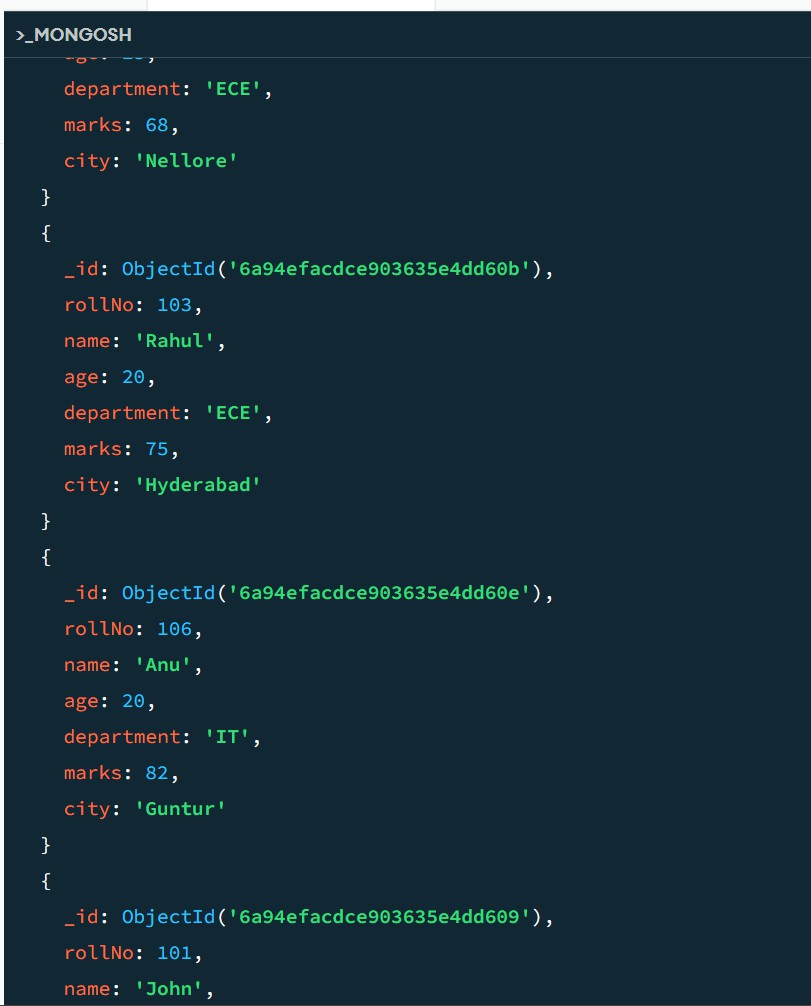 >_MONGOSH
department: 'ECE',
marks: 68,
city: 'Nellore'
}
{
_id: ObjectId('6a94efacdce903635e4dd60b'),
rollNo: 103,
name: 'Rahul',
age: 20,
department: 'ECE',
marks: 75,
city: 'Hyderabad'
}
{
_id: ObjectId('6a94efacdce903635e4dd60e'),
rollNo: 106,
name: 'Anu',
age: 20,
department: 'IT',
marks: 82,
city: 'Guntur'
}
{
_id: ObjectId('6a94efacdce903635e4dd609'),
rollNo: 101,
name: 'John',